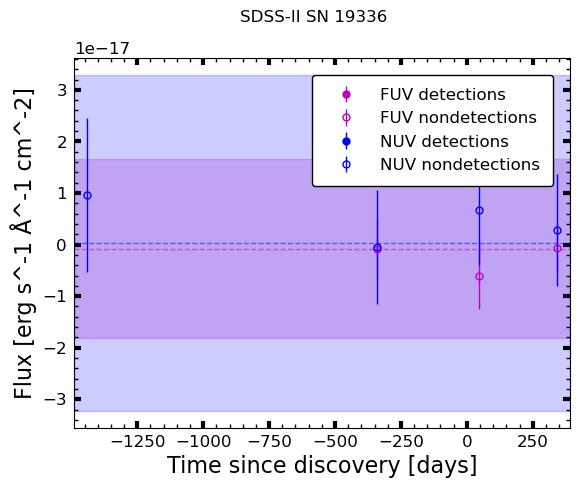 SDSS-II SN 19336
1e−17
FUV detections
FUV nondetections
NUV detections
NUV nondetections
3
2
1
0
−1
−2
−3
Flux [erg s^-1 Å^-1 cm^-2]
−1250
−1000
−750
−500
−250
0
250
Time since discovery [days]